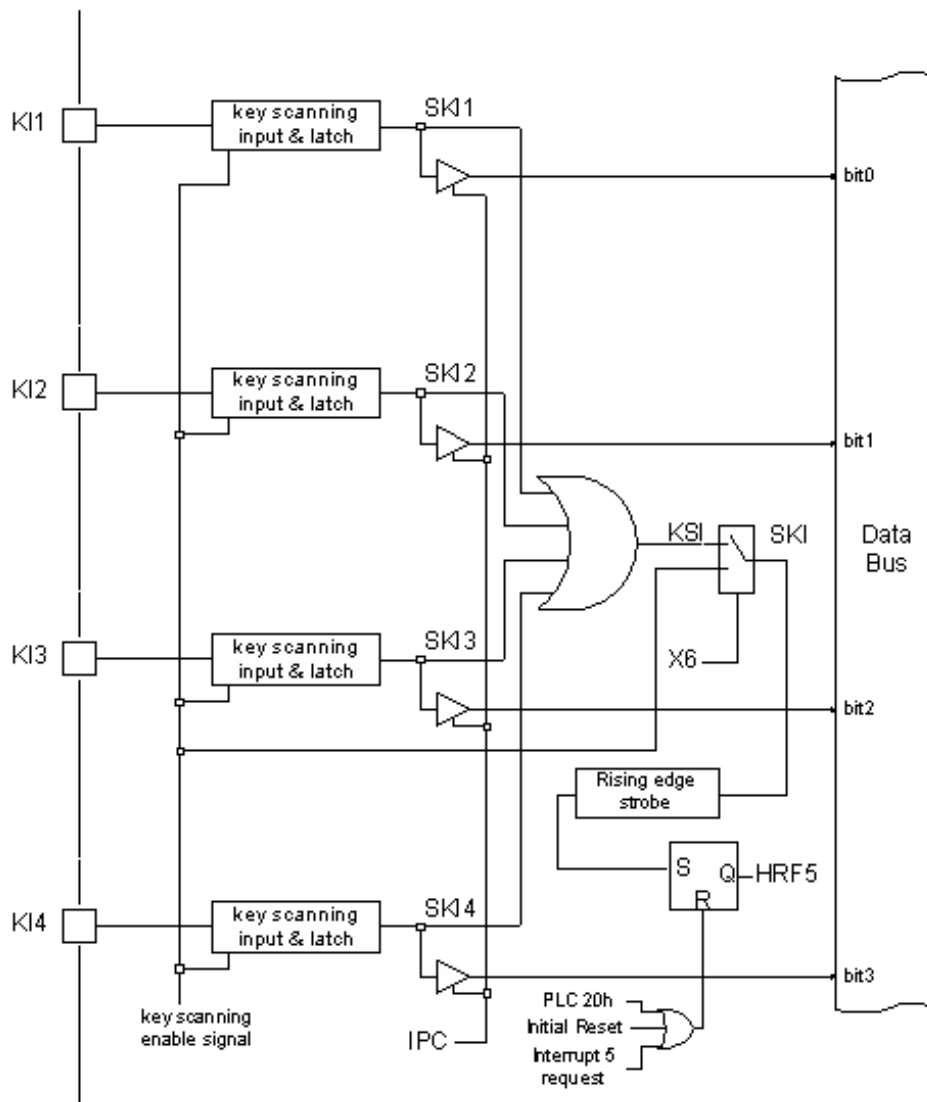 KI1
key scanning
input & latch
SKI1
bit0
KI2
key scanning
input & latch
SKI2
bit1
KSI
SKI
Data
Bus
KI3
key scanning
input & latch
SKI3
X6
bit2
Rising edge
strobe
S
Q
HRF5
R
KI4
key scanning
input & latch
SKI4
bit3
key scanning
enable signal
IPC
PLC 20h
Initial Reset
Interrupt 5
request